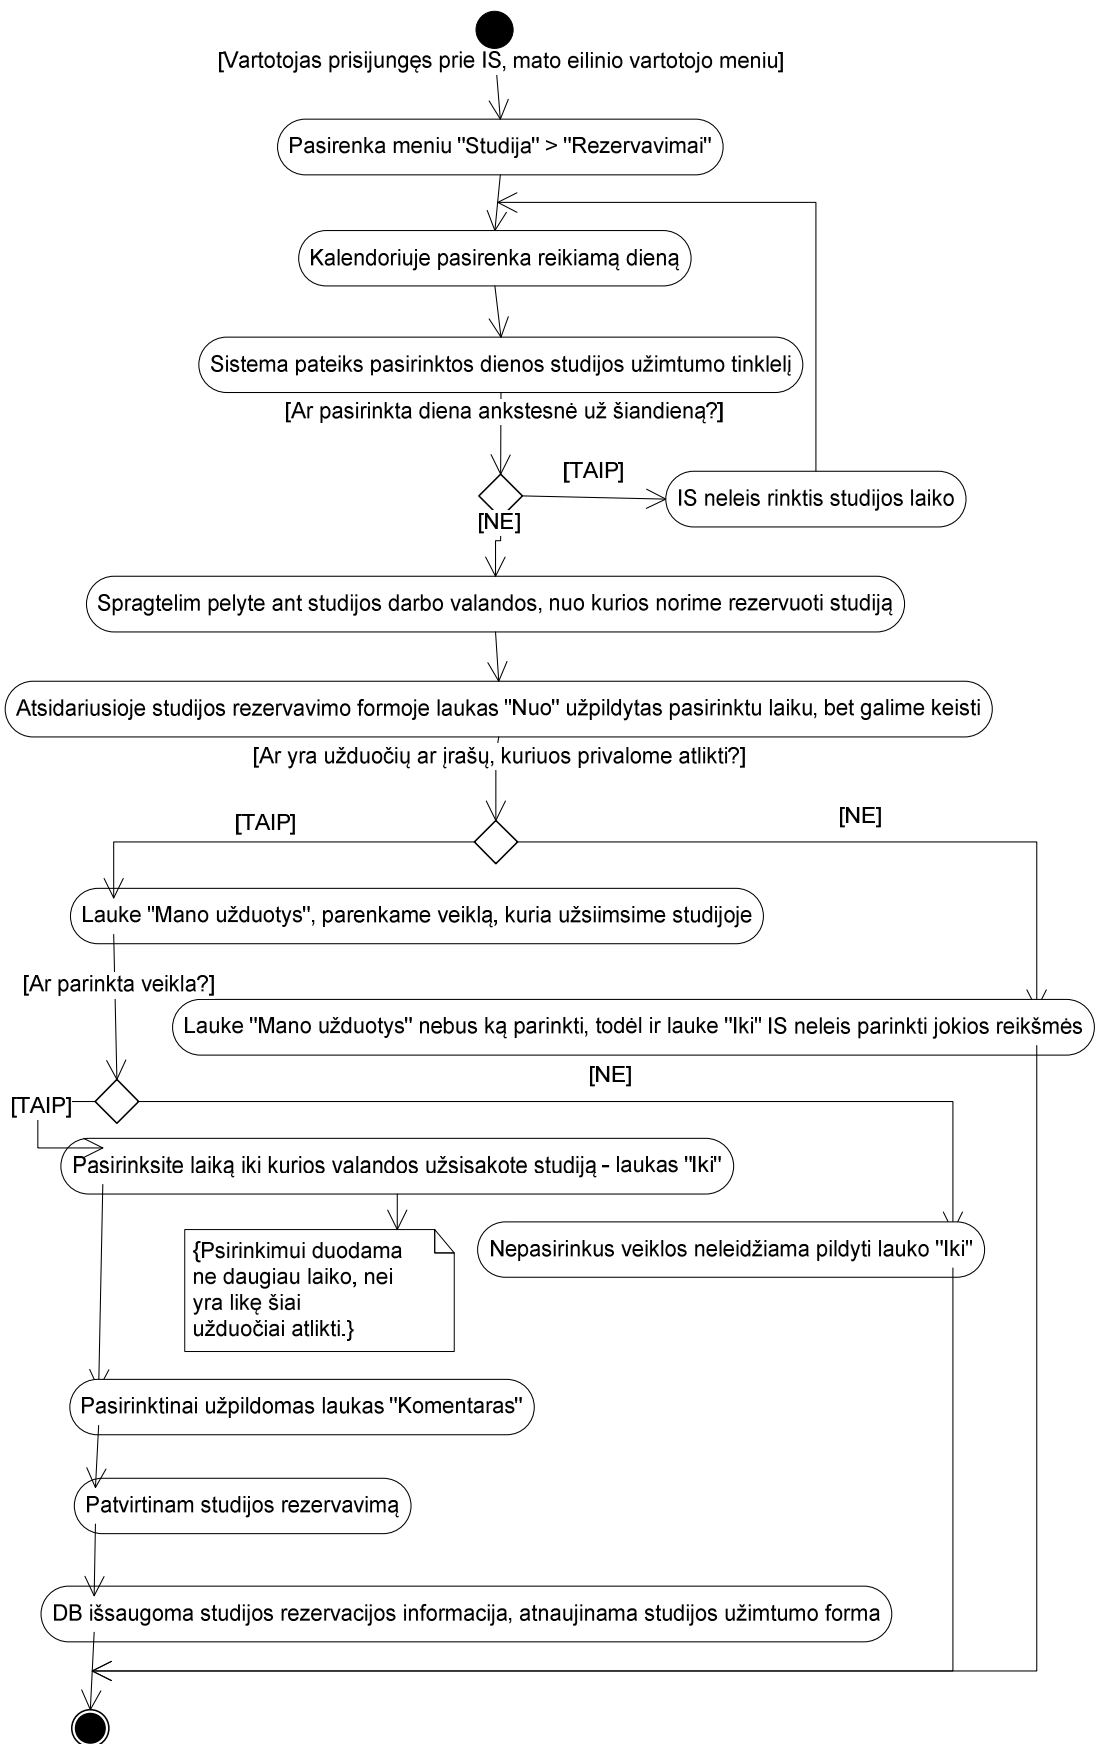 [Vartotojas prisijungęs prie IS, mato eilinio vartotojo meniu]
Pasirenka meniu "Studija" > "Rezervavimai"
Kalendoriuje pasirenka reikiamą dieną
Sistema pateiks pasirinktos dienos studijos užimtumo tinklelį
[Ar pasirinkta diena ankstesnė už šiandieną?]
[TAIP]
IS neleis rinktis studijos laiko
[NE]
Spragtelim pelyte ant studijos darbo valandos, nuo kurios norime rezervuoti studiją
Atsidariusioje studijos rezervavimo formoje laukas "Nuo" užpildytas pasirinktu laiku, bet galime keisti
[Ar yra užduočių ar įrašų, kuriuos privalome atlikti?]
[TAIP]
[NE]
Lauke "Mano užduotys", parenkame veiklą, kuria užsiimsime studijoje
[Ar parinkta veikla?]
Lauke "Mano užduotys" nebus ką parinkti, todėl ir lauke "Iki" IS neleis parinkti jokios reikšmės
[NE]
[TAIP]
Pasirinksite laiką iki kurios valandos užsisakote studiją - laukas "Iki"
{Psirinkimui duodama
ne daugiau laiko, nei
yra likę šiai
užduočiai atlikti.}
Nepasirinkus veiklos neleidžiama pildyti lauko "Iki"
Pasirinktinai užpildomas laukas "Komentaras"
Patvirtinam studijos rezervavimą
DB išsaugoma studijos rezervacijos informacija, atnaujinama studijos užimtumo forma